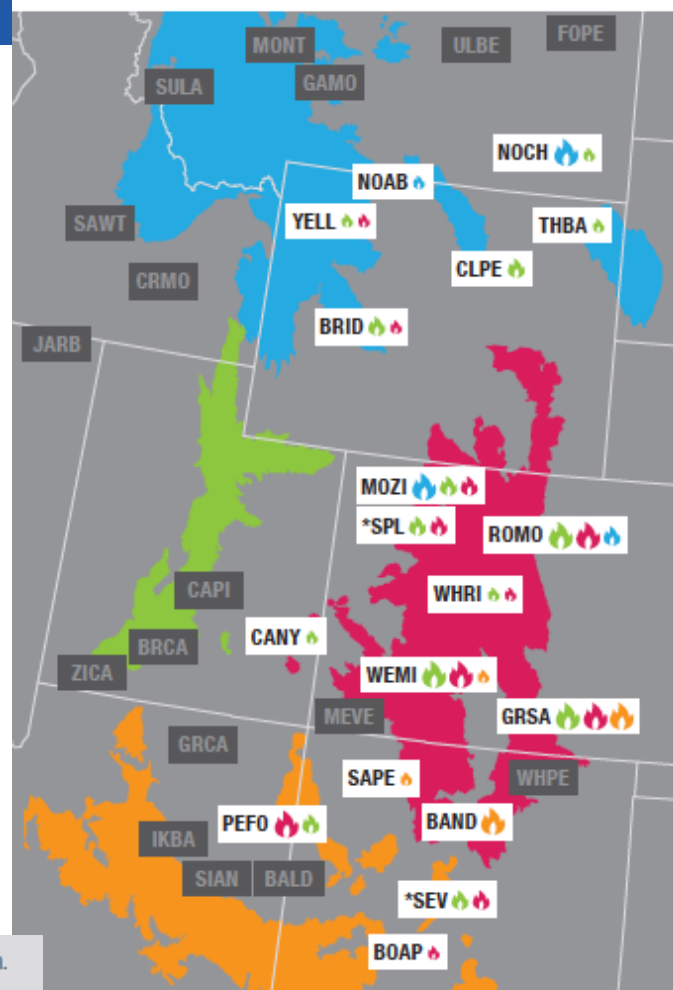 FOPE
MONT
ULBE
GAMO
SULA
NOCH
NOAB
YELL
THBA
SAWT
CLPE
CRMO
BRID
JARB
MOZI
*SPL
ROMO
CAPI
WHRI
CANY
BRCA
ZICA
WEMI
MEVE
GRSA
GRCA
SAPE
WHPE
PEFO
BAND
IKBA
SIAN
BALD
*SEV
BOAP